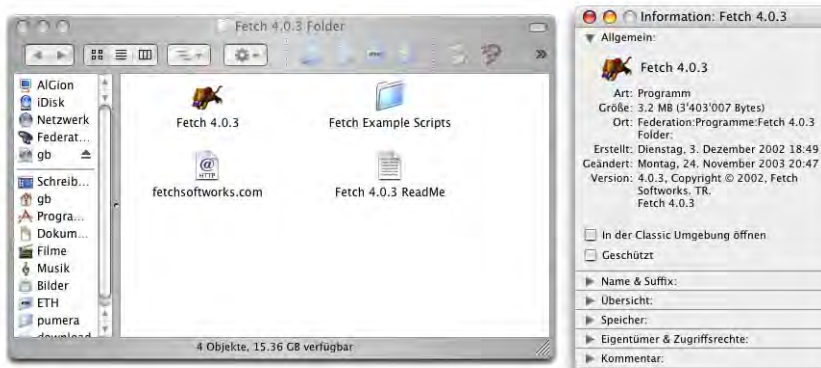 Fetch 4.0.3 Folder
AlGion
iDisk
Netzwerk
Federat...
gb
Schreib...
gb
Progra...
Dokum...
Filme
Musik
Bilder
ETH
pumera
download
Fetch 4.0.3
Fetch Example Scripts
@
HTTP
fetchsoftworks.com
Fetch 4.0.3 ReadMe
4 Objekte, 15.36 GB verfügbar
Information: Fetch 4.0.3
Allgemein:
Fetch 4.0.3
Art: Programm
Größe: 3.2 MB (3'403'007 Bytes)
Ort: Federation:Programme:Fetch 4.0.3
Folder:
Erstellt: Dienstag, 3. Dezember 2002 18:49
Geändert: Montag, 24. November 2003 20:47
Version: 4.0.3, Copyright © 2002, Fetch
Softworks. TR.
Fetch 4.0.3
In der Classic Umgebung öffnen
Geschützt
Name & Suffix:
Übersicht:
Speicher:
Eigentümer & Zugriffsrechte:
Kommentar: